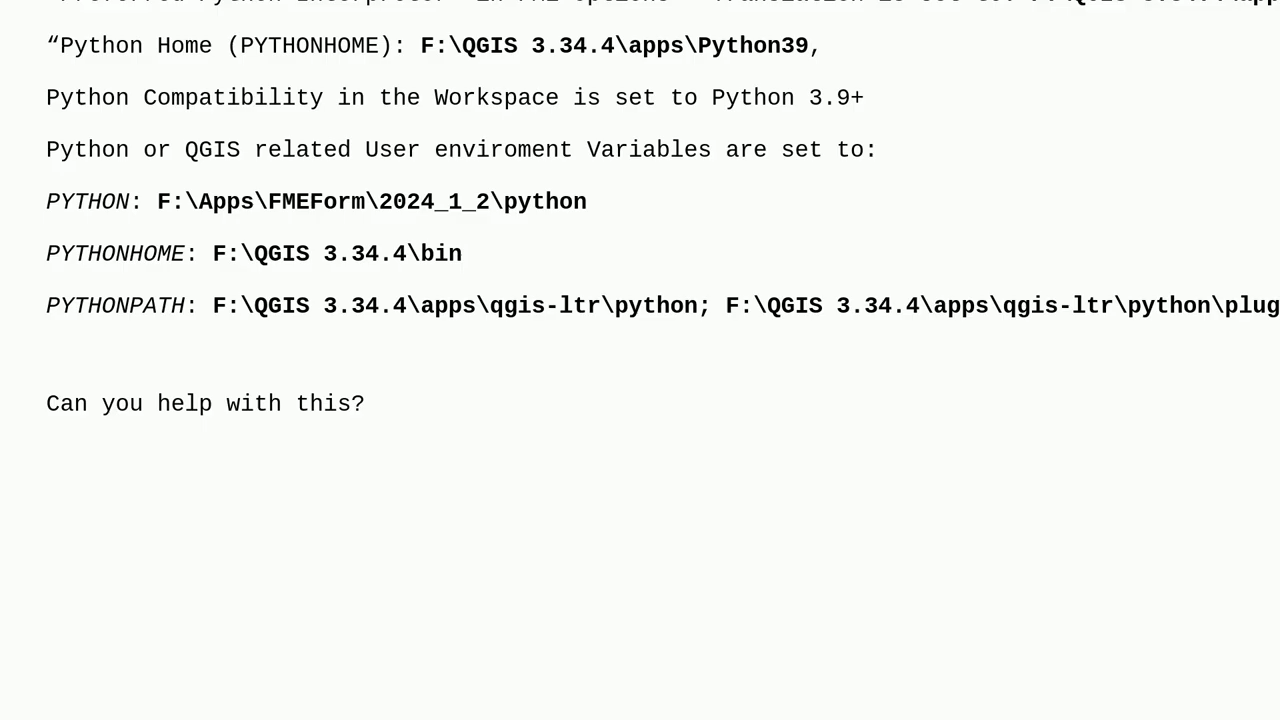 “Python Home (PYTHONHOME): F:\QGIS 3.34.4\apps\Python39,
Python Compatibility in the Workspace is set to Python 3.9+
Python or QGIS related User enviroment Variables are set to:
PYTHON: F:\Apps\FMEForm\2024_1_2\python
PYTHONHOME: F:\QGIS 3.34.4\bin
PYTHONPATH: F:\QGIS 3.34.4\apps\qgis-ltr\python; F:\QGIS 3.34.4\apps\qgis-ltr\python\plug
Can you help with this?